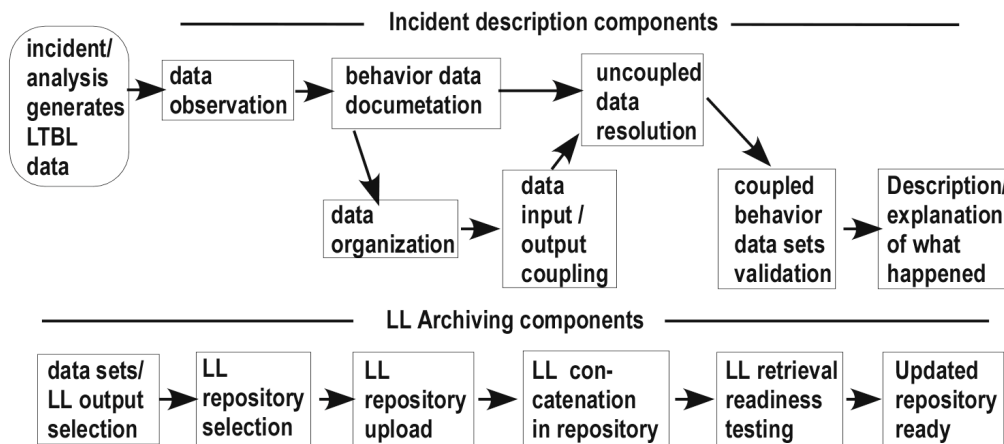 Incident description components
incident/
analysis
generates
LTBL
data
data
observation
behavior data
documetation
uncoupled
data
resolution
data
organization
data
input /
output
coupling
coupled
behavior
data sets
validation
Description/
explanation
of what
happened
LL Archiving components
data sets/
LL output
selection
LL
repository
selection
LL
repository
upload
LL con-
catenation
in repository
LL retrieval
readiness
testing
Updated
repository
ready